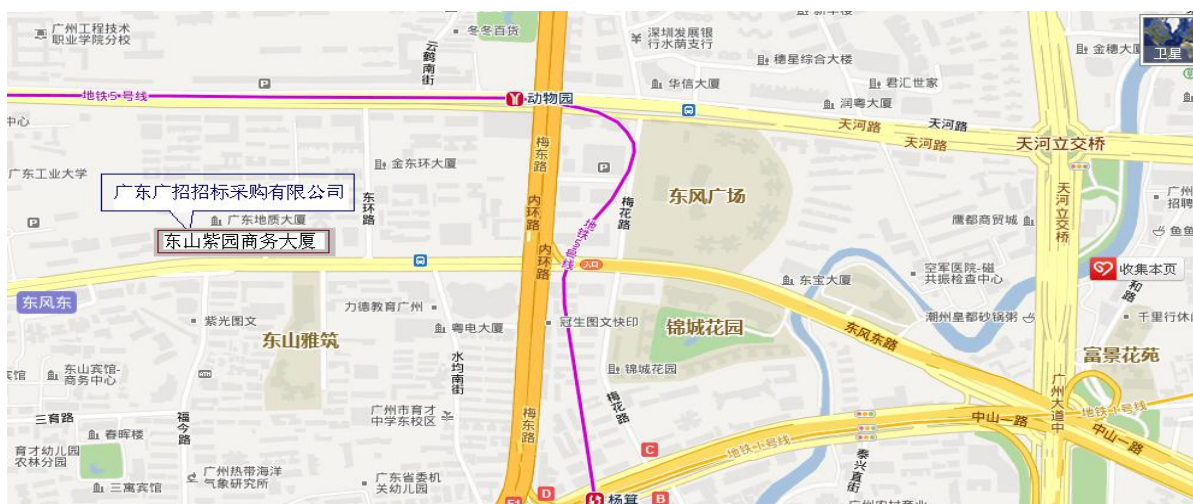 广州工程技术
职业学院分校
云鹤南街
冬冬百货
深圳发展银
行水荫支行
穗星综合大楼
金穗大厦
卫星
华信大厦
君汇世家
润粤大厦
地铁5号线
动物园
天河路
天河路
天河路
天河立交桥
中心
广东工业大学
金东环大厦
东环路
梅东路
内环路
内环路
梅花路
东风广场
天河路
广东广招招标采购有限公司
广东地质大厦
东山紫园商务大厦
地铁5号线
鹰都商贸城
广州
招聘
鱼鱼
入口
东宝大厦
空军医院-磁
共振检查中心
收集本页
和路
东风东
紫光图文
力德教育广州
粤电大厦
冠生图文快印
锦城花园
东风东路
潮州皇都砂锅粥
千里行休
东山雅筑
富景花苑
水均南街
宾馆
东山宾馆-
商务中心
锦城花园
梅花路
广州大道中
三育路
福今路
广州市育才
中学东校区
梅东路
中山一路
地铁1号线
中山一路
春晖楼
育才幼儿园
农林分园
广州热带海洋
气象研究所
广东省委机
关幼儿园
地铁1号线
泰兴直街
三寓宾馆
C
D
B
E1
杨箕